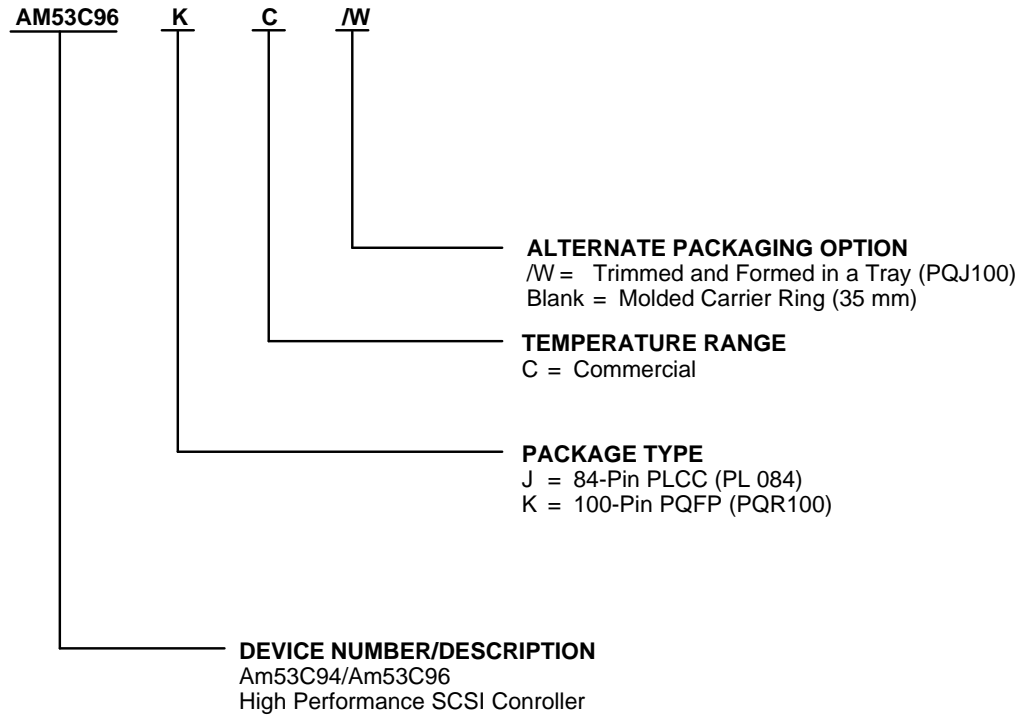 AM53C96 K C /W
ALTERNATE PACKAGING OPTION
/W = Trimmed and Formed in a Tray (PQJ100)
Blank = Molded Carrier Ring (35 mm)
TEMPERATURE RANGE
C = Commercial
PACKAGE TYPE
J = 84-Pin PLCC (PL 084)
K = 100-Pin PQFP (PQR100)
DEVICE NUMBER/DESCRIPTION
Am53C94/Am53C96
High Performance SCSI Conroller